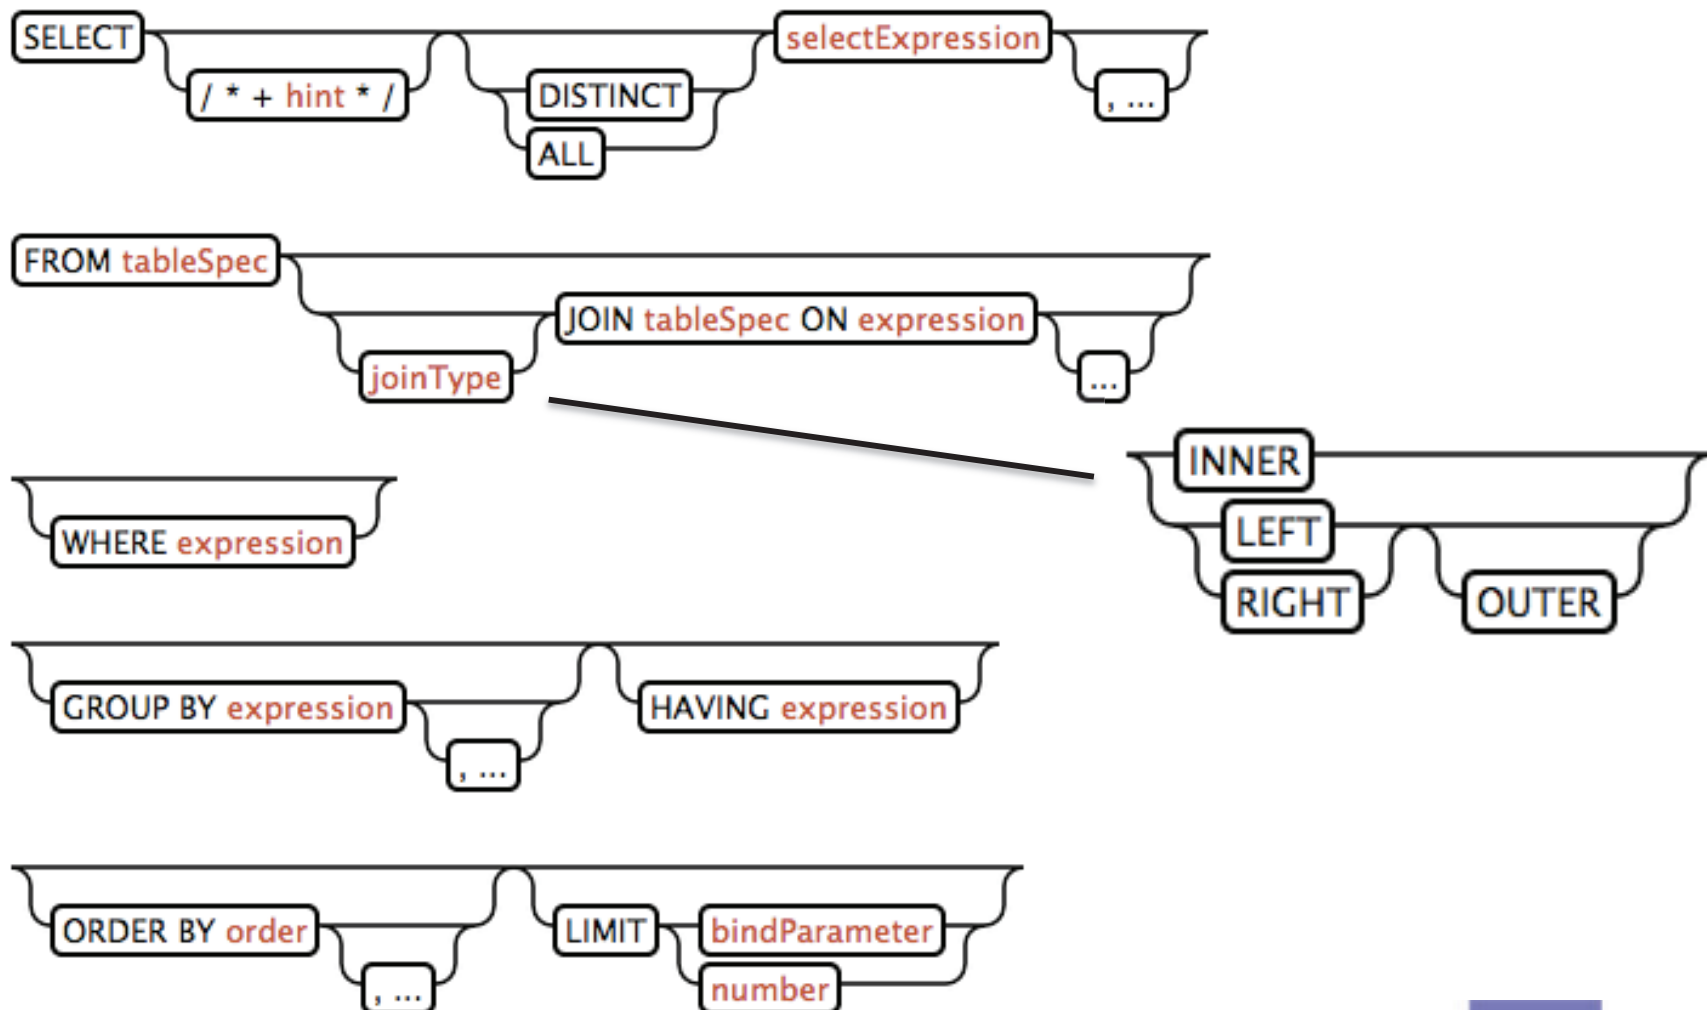 SELECT selectExpression
/ * + hint * / DISTINCT , ...
ALL
FROM tableSpec
JOIN tableSpec ON expression
joinType ...
INNER
LEFT
WHERE expression
RIGHT OUTER
GROUP BY expression HAVING expression
, ...
ORDER BY order LIMIT bindParameter
, ... number